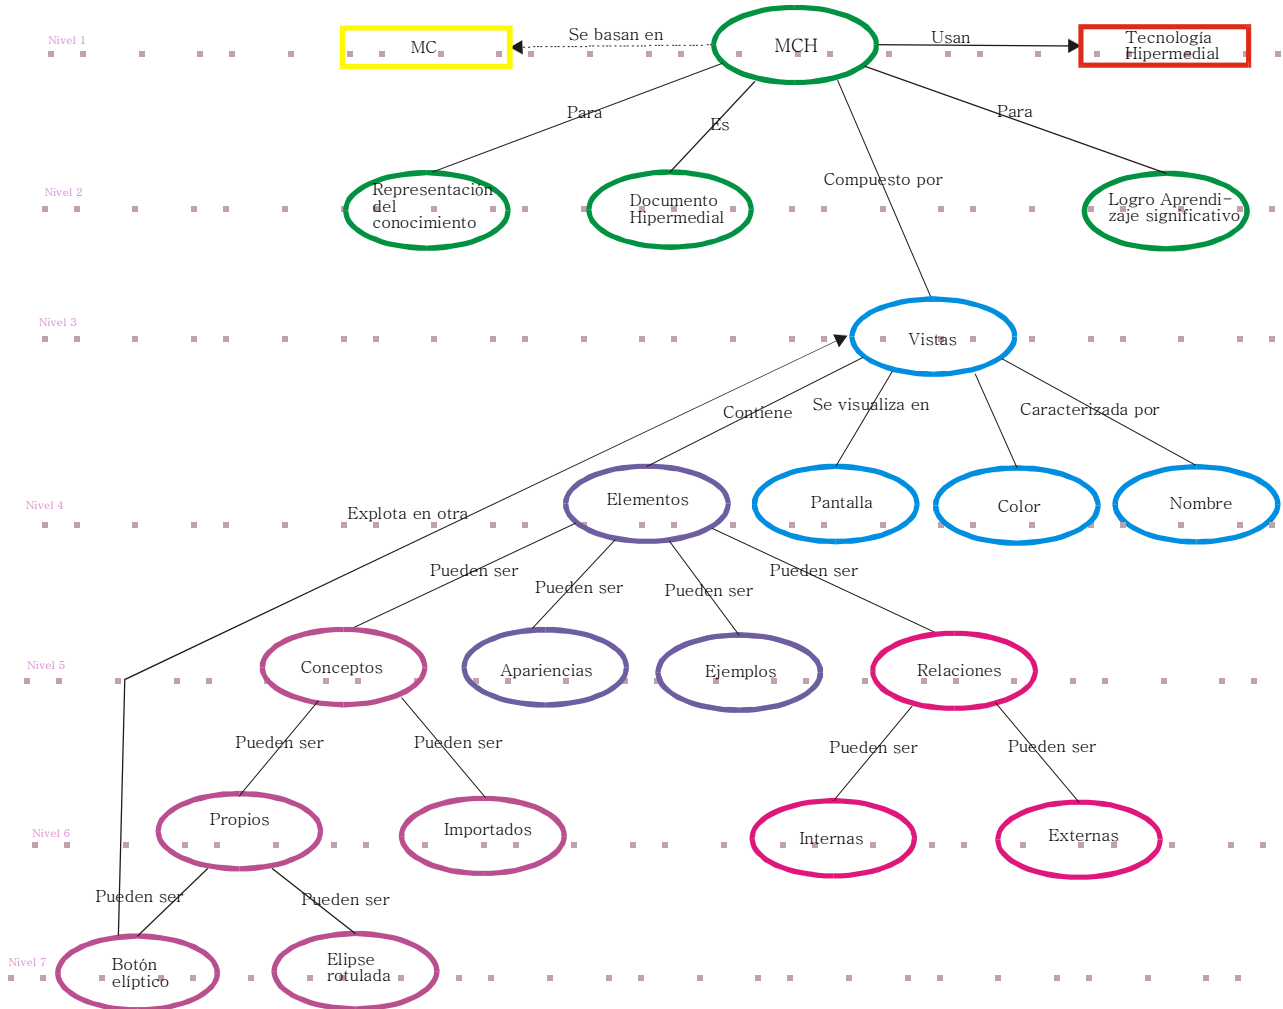 Nivel 1
MC
Se basan en
MCH
Usan
Tecnología
Hipermedial
Para
Es
Para
Compuesto por
Nivel 2
Representación
del
conocimiento
Documento
Hipermedial
Logro Aprendi-
zaje significativo
Nivel 3
Vistas
Contiene
Se visualiza en
Caracterizada por
Nivel 4
Explota en otra
Elementos
Pantalla
Color
Nombre
Pueden ser
Pueden ser
Pueden ser
Pueden ser
Nivel 5
Conceptos
Apariencias
Ejemplos
Relaciones
Pueden ser
Pueden ser
Pueden ser
Pueden ser
Nivel 6
Propios
Importados
Internas
Externas
Pueden ser
Pueden ser
Nivel 7
Botón
elíptico
Elipse
rotulada